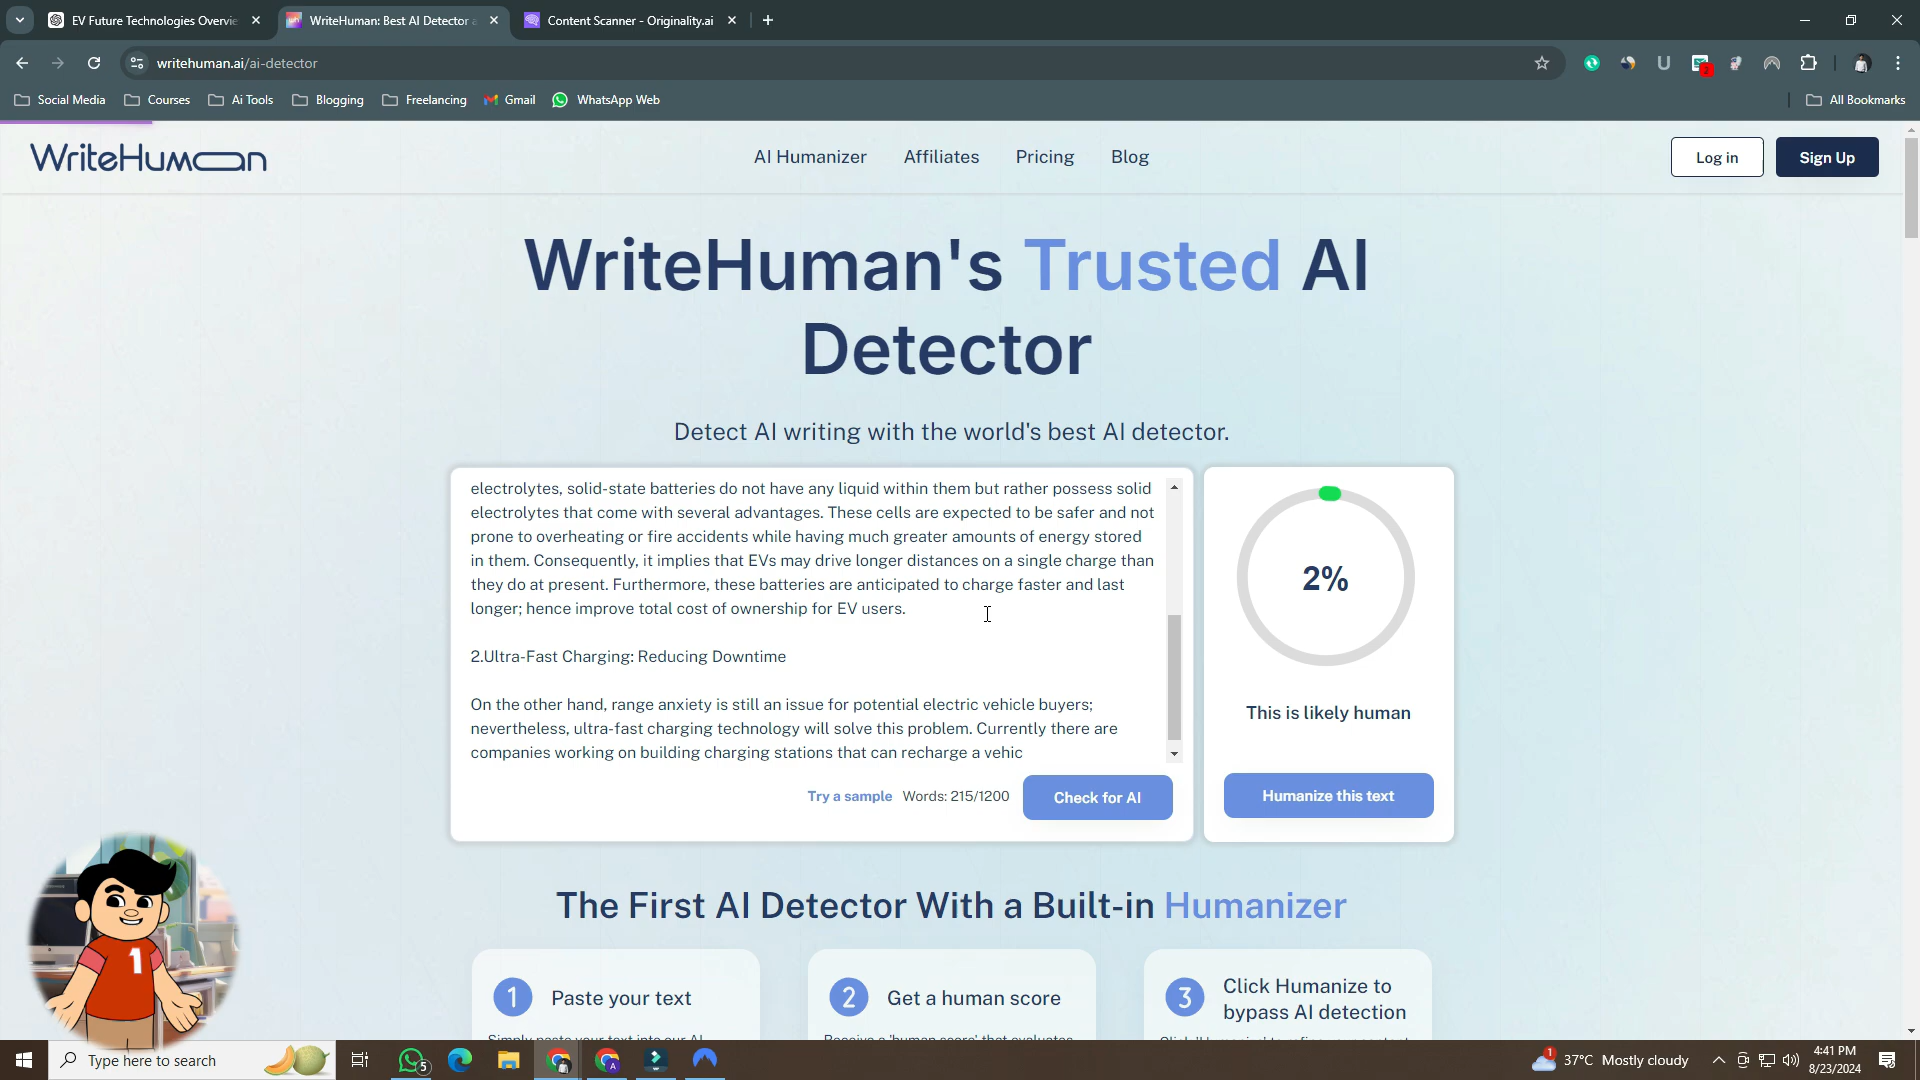 EV Future Technologies Overvie
WriteHuman: Best AI Detector a
Content Scanner - Originality.ai
writehuman.ai/ai-detector
Social Media
Courses
Ai Tools
Blogging
Freelancing
Gmail
WhatsApp Web
All Bookmarks
WriteHuman
AI Humanizer
Affiliates
Pricing
Blog
Log in
Sign Up
WriteHuman's Trusted AI
Detector
Detect AI writing with the world's best AI detector.
electrolytes, solid-state batteries do not have any liquid within them but rather possess solid
electrolytes that come with several advantages. These cells are expected to be safer and not
prone to overheating or fire accidents while having much greater amounts of energy stored
in them. Consequently, it implies that EVs may drive longer distances on a single charge than
they do at present. Furthermore, these batteries are anticipated to charge faster and last
longer; hence improve total cost of ownership for EV users.
2.Ultra-Fast Charging: Reducing Downtime
On the other hand, range anxiety is still an issue for potential electric vehicle buyers;
nevertheless, ultra-fast charging technology will solve this problem. Currently there are
companies working on building charging stations that can recharge a vehic
Try a sample
Words: 215/1200
Check for AI
2%
This is likely human
Humanize this text
The First AI Detector With a Built-in Humanizer
1
Paste your text
2
Get a human score
3
Click Humanize to
bypass AI detection
1
Type here to search
5
37°C Mostly cloudy
4:41 PM
8/23/2024